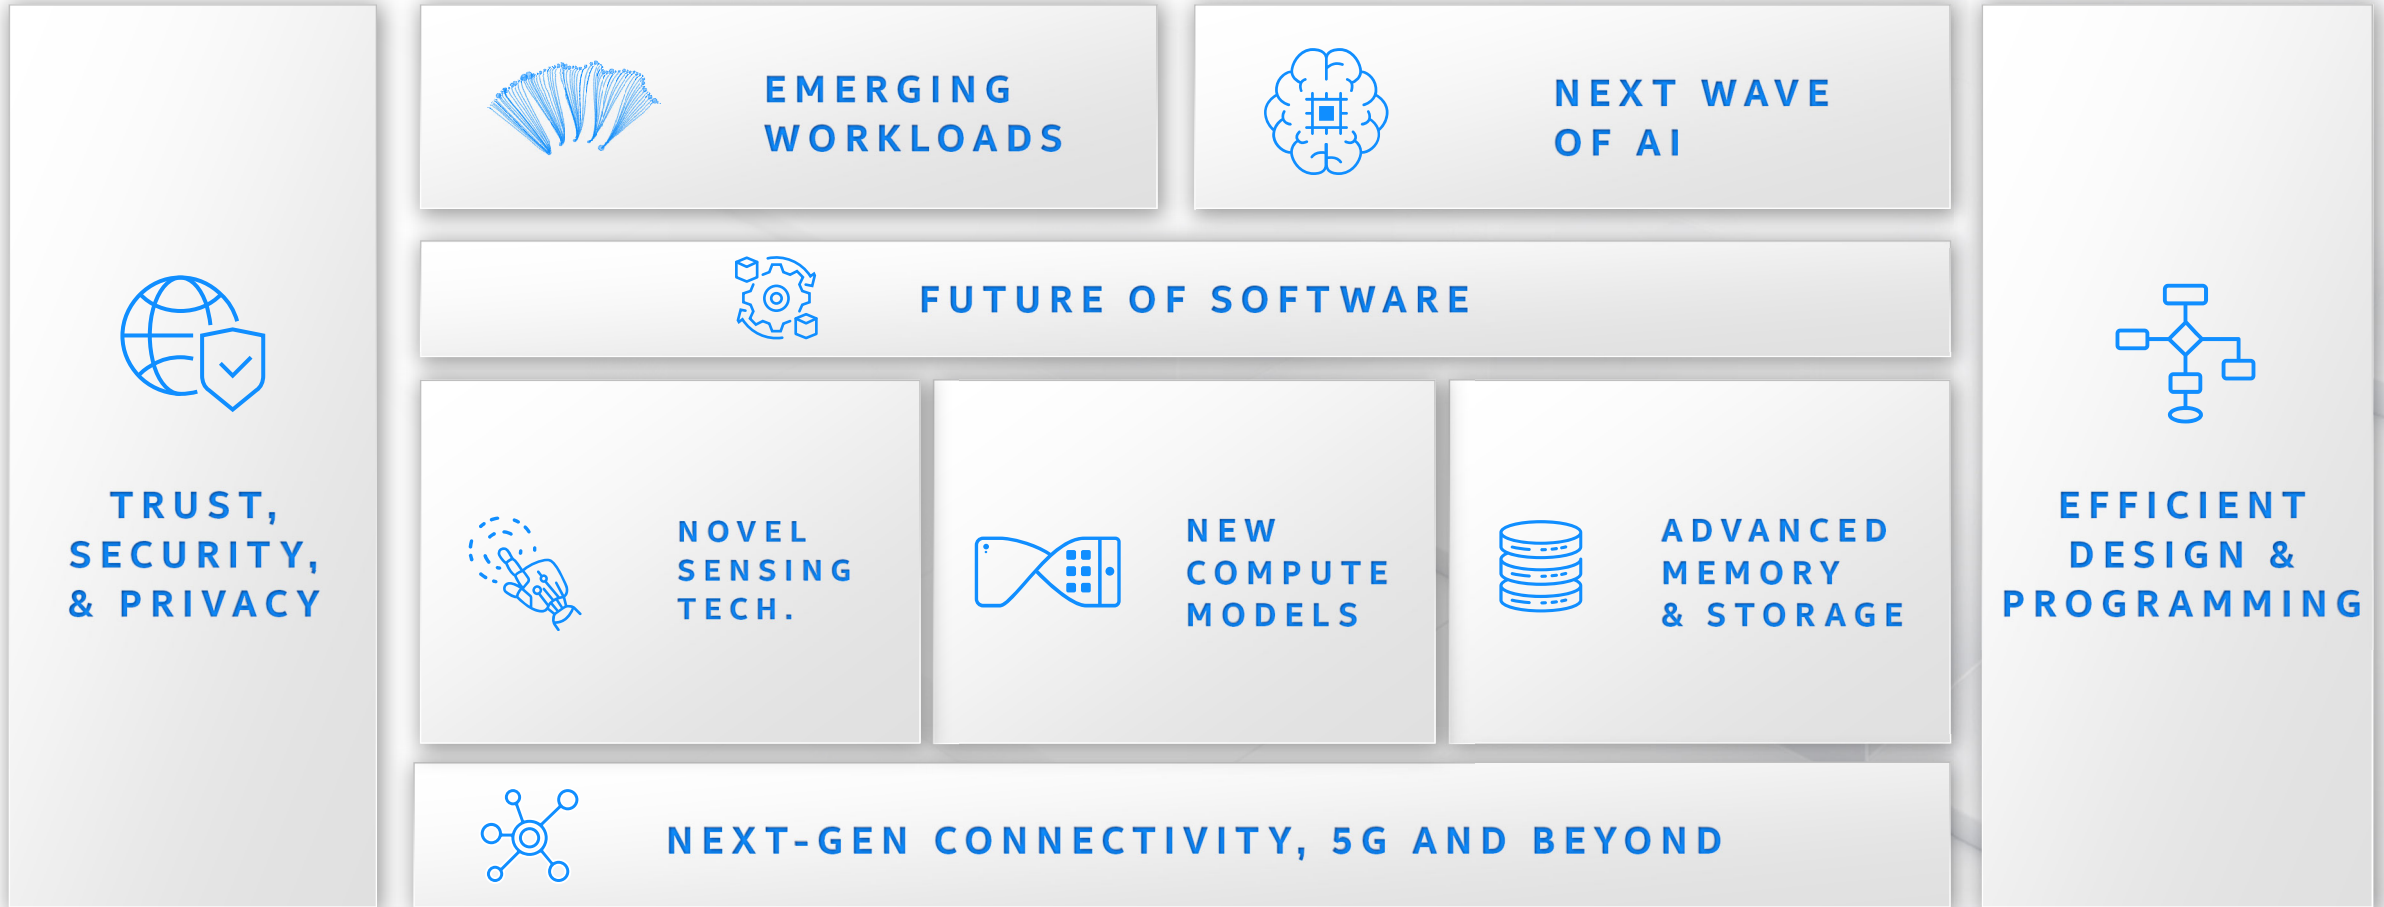 TRUST,
SECURITY,
& PRIVACY
EMERGING
WORKLOADS
NEXT WAVE
OF AI
FUTURE OF SOFTWARE
NOVEL
SENSING
TECH.
NEW
COMPUTE
MODELS
ADVANCED
MEMORY
& STORAGE
NEXT-GEN CONNECTIVITY, 5G AND BEYOND
EFFICIENT
DESIGN &
PROGRAMMING